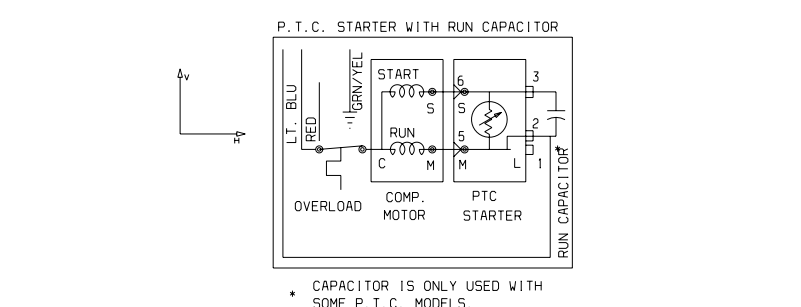 P.T.C. STARTER WITH RUN CAPACITOR
V
H
LT. BLU
RED
GRN/YEL
START
S
RUN
C
M
6
S
5
M
3
2
*
L
1
OVERLOAD
COMP.
MOTOR
PTC
STARTER
RUN CAPACITOR
* CAPACITOR IS ONLY USED WITH
SOME P.T.C. MODELS.